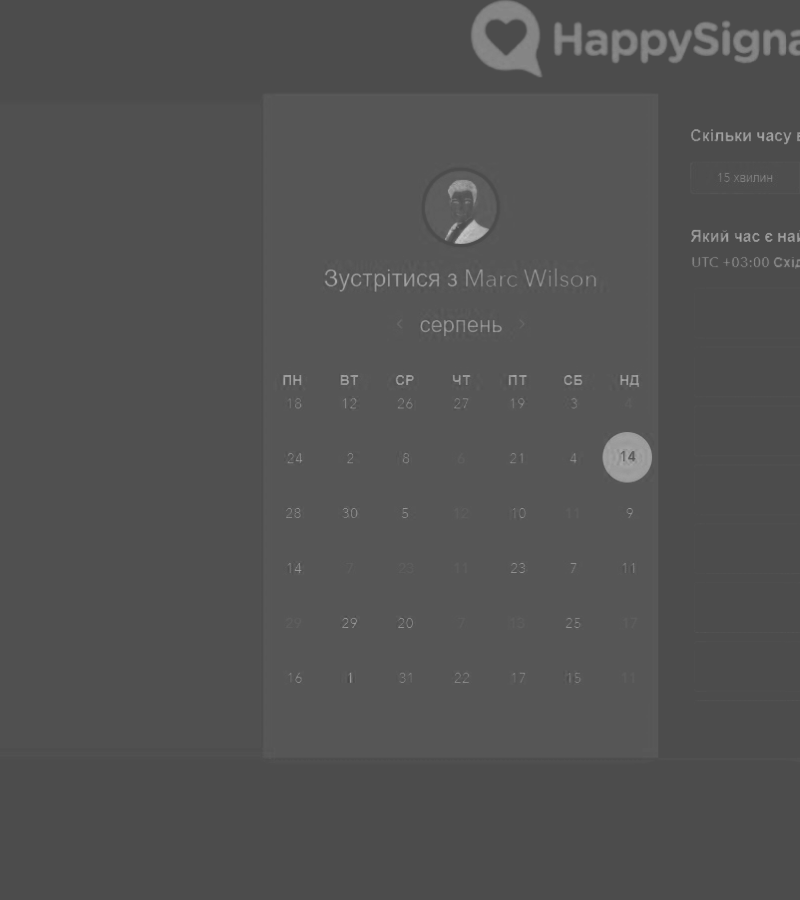 HappySigna
Скільки часу в
15 хвилин
Зустрітися з Marc Wilson
серпень
Який час є на
UTC +03:00 Схід
ПН ВТ СР ЧТ ПТ СБ НД
18 12 26 27 19 3 4
24 2 8 6 21 4 14
28 30 5 12 10 11 9
14 7 23 11 23 7 11
29 29 20 7 13 25 17
16 1 31 22 17 15 11